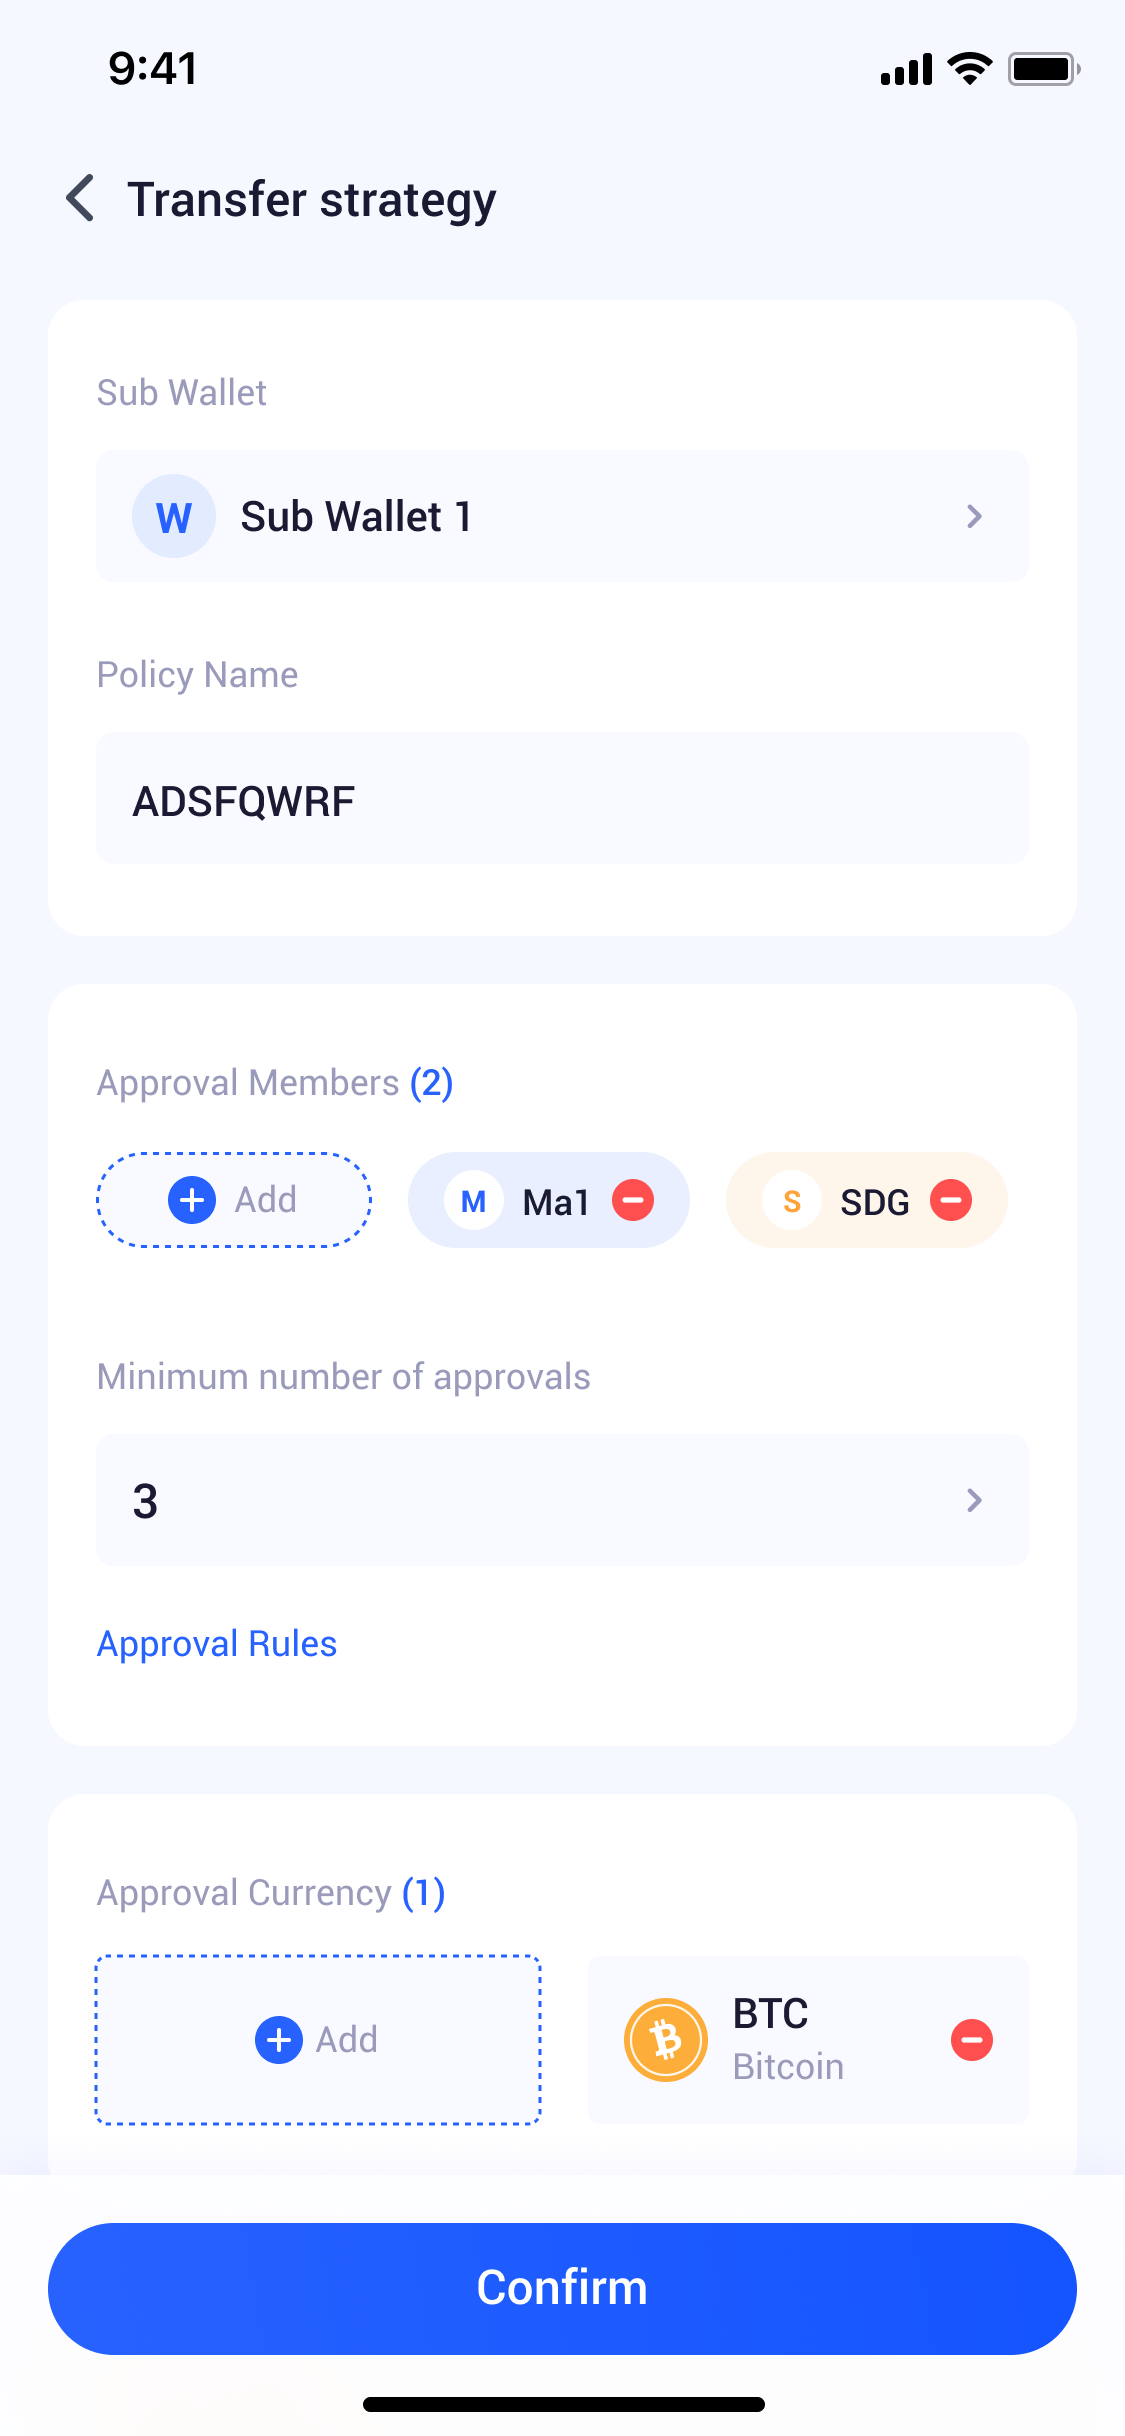 9:41
Transfer strategy
Sub Wallet
W Sub Wallet 1
Policy Name
ADSFQWRF
Approval Members (2)
Add M Ma1 S SDG
Minimum number of approvals
3
Approval Rules
Approval Currency (1)
Add
BTC
Bitcoin
Confirm